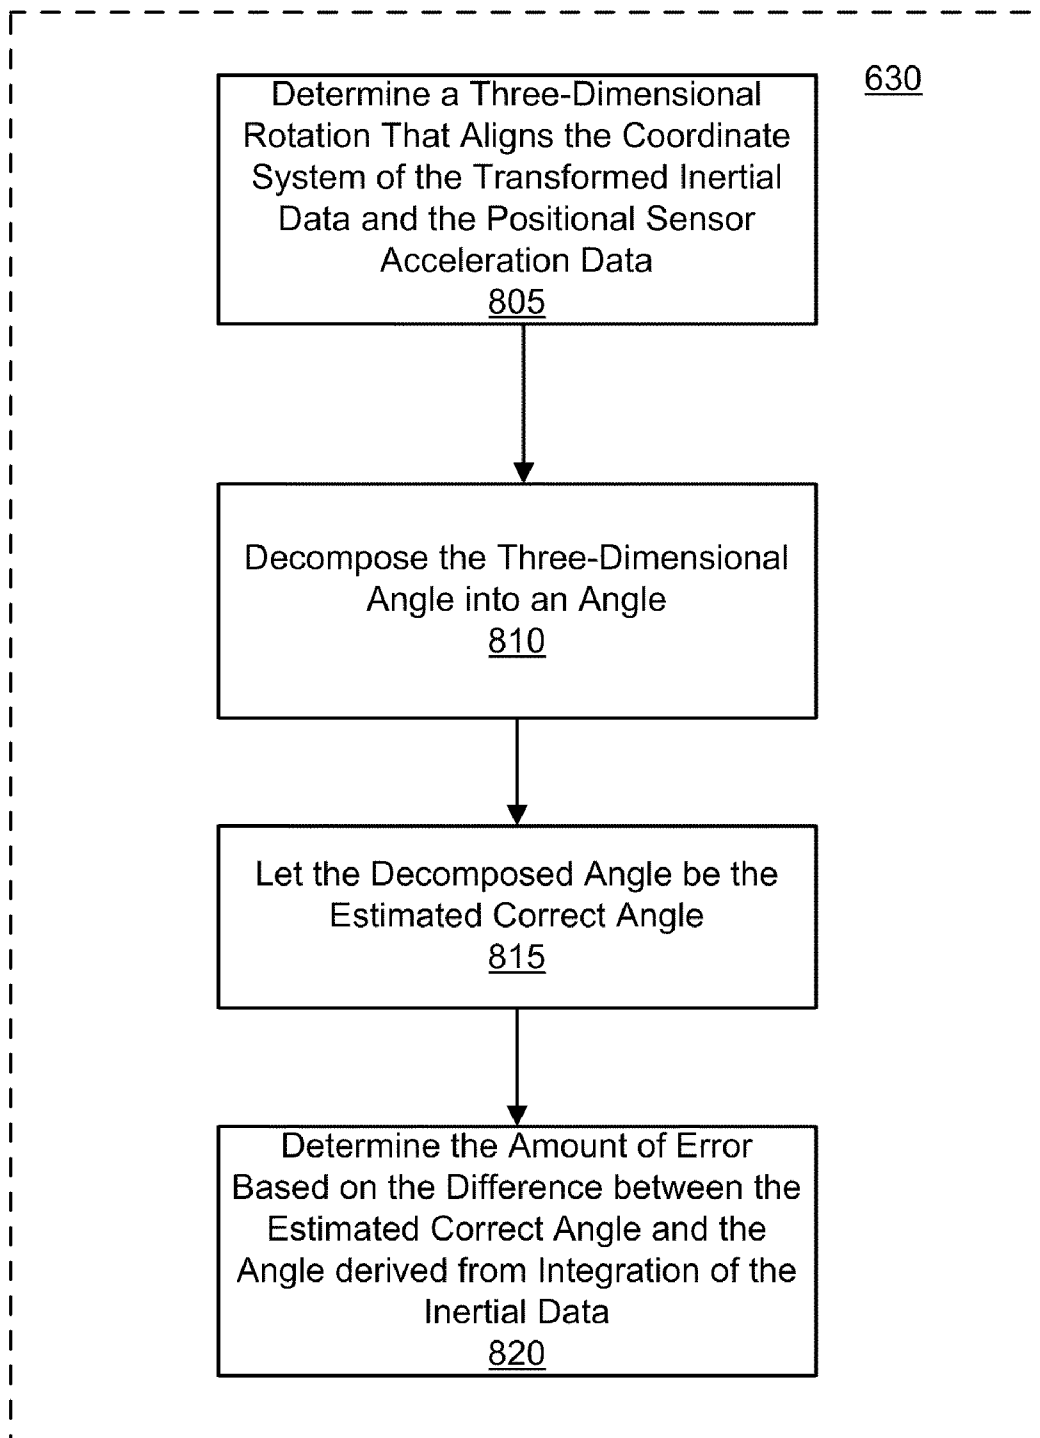 630
Determine a Three-Dimensional
Rotation That Aligns the Coordinate
System of the Transformed Inertial
Data and the Positional Sensor
Acceleration Data
805
Decompose the Three-Dimensional
Angle into an Angle
810
Let the Decomposed Angle be the
Estimated Correct Angle
815
Determine the Amount of Error
Based on the Difference between the
Estimated Correct Angle and the
Angle derived from Integration of the
Inertial Data
820